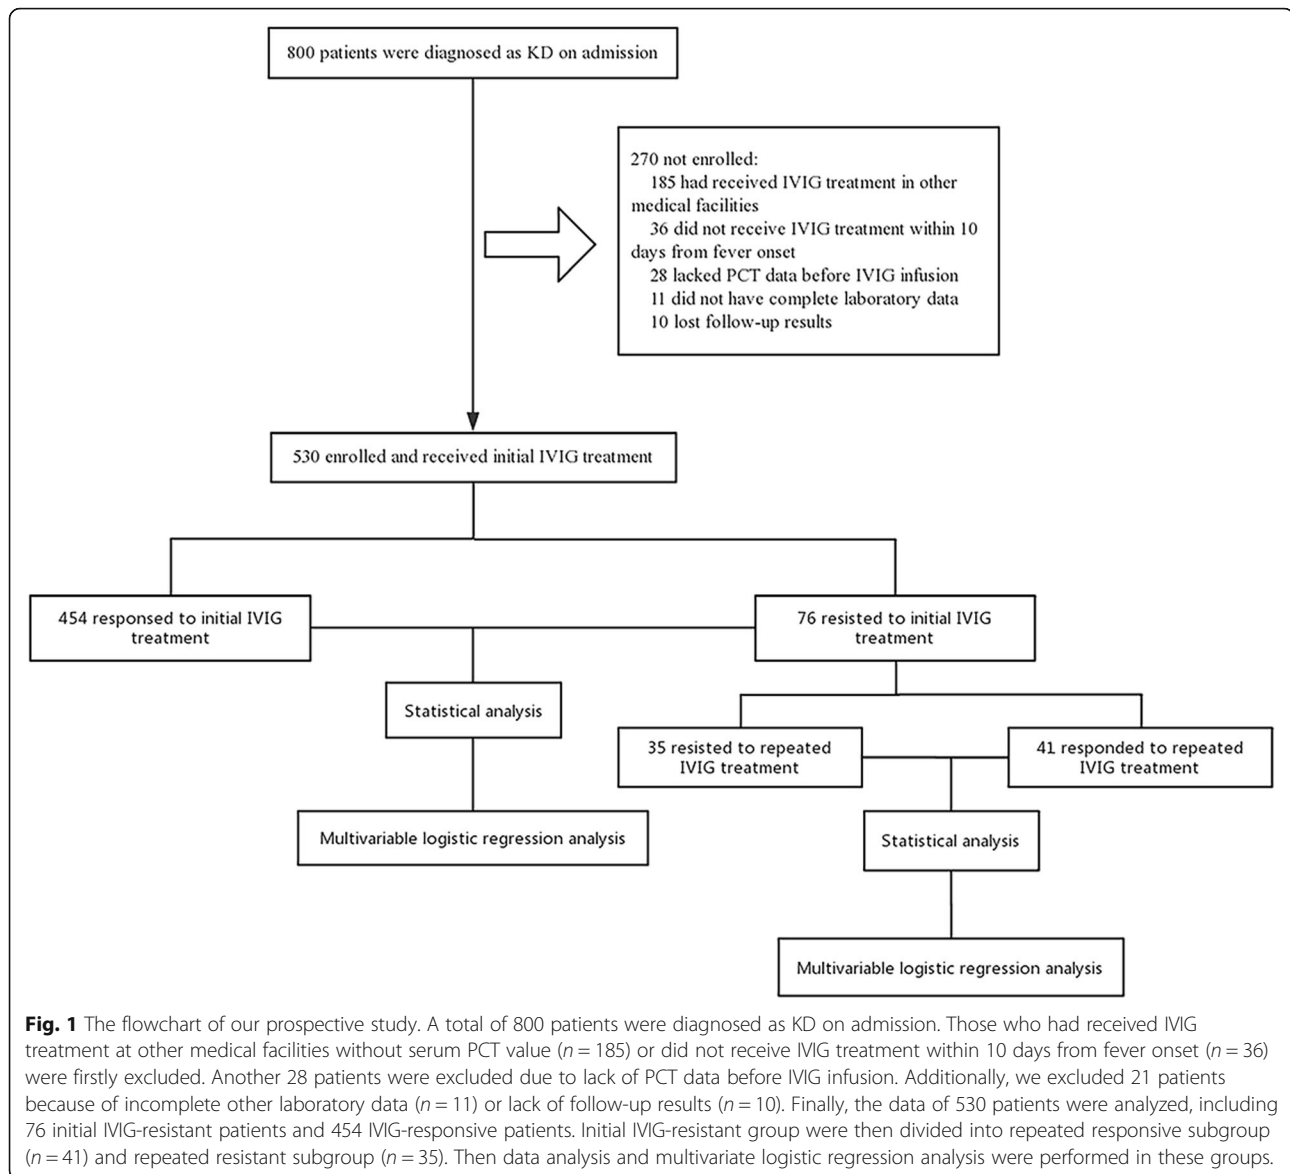 800 patients were diagnosed as KD on admission
270 not enrolled:
185 had received IVIG treatment in other
medical facilities
36 did not receive IVIG treatment within 10
days from fever onset
28 lacked PCT data before IVIG infusion
11 did not have complete laboratory data
10 lost follow-up results
530 enrolled and received initial IVIG treatment
454 responsed to initial IVIG
treatment
76 resisted to initial IVIG
treatment
Statistical analysis
35 resisted to repeated
IVIG treatment
41 responded to repeated
IVIG treatment
Multivariable logistic regression analysis
Statistical analysis
Multivariable logistic regression analysis
Fig. 1 The flowchart of our prospective study. A total of 800 patients were diagnosed as KD on admission. Those who had received IVIG
treatment at other medical facilities without serum PCT value (n = 185) or did not receive IVIG treatment within 10 days from fever onset (n = 36)
were firstly excluded. Another 28 patients were excluded due to lack of PCT data before IVIG infusion. Additionally, we excluded 21 patients
because of incomplete other laboratory data (n = 11) or lack of follow-up results (n = 10). Finally, the data of 530 patients were analyzed, including
76 initial IVIG-resistant patients and 454 IVIG-responsive patients. Initial IVIG-resistant group were then divided into repeated responsive subgroup
(n = 41) and repeated resistant subgroup (n = 35). Then data analysis and multivariate logistic regression analysis were performed in these groups.